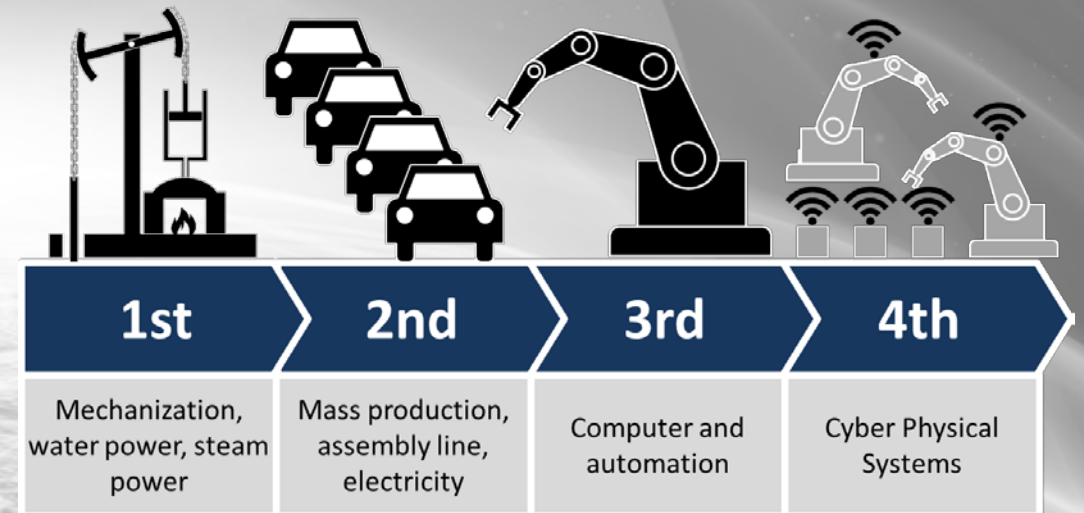 1st
2nd
3rd
4th
Mechanization,
water power, steam
power
Mass production,
assembly line,
electricity
Computer and
automation
Cyber Physical
Systems